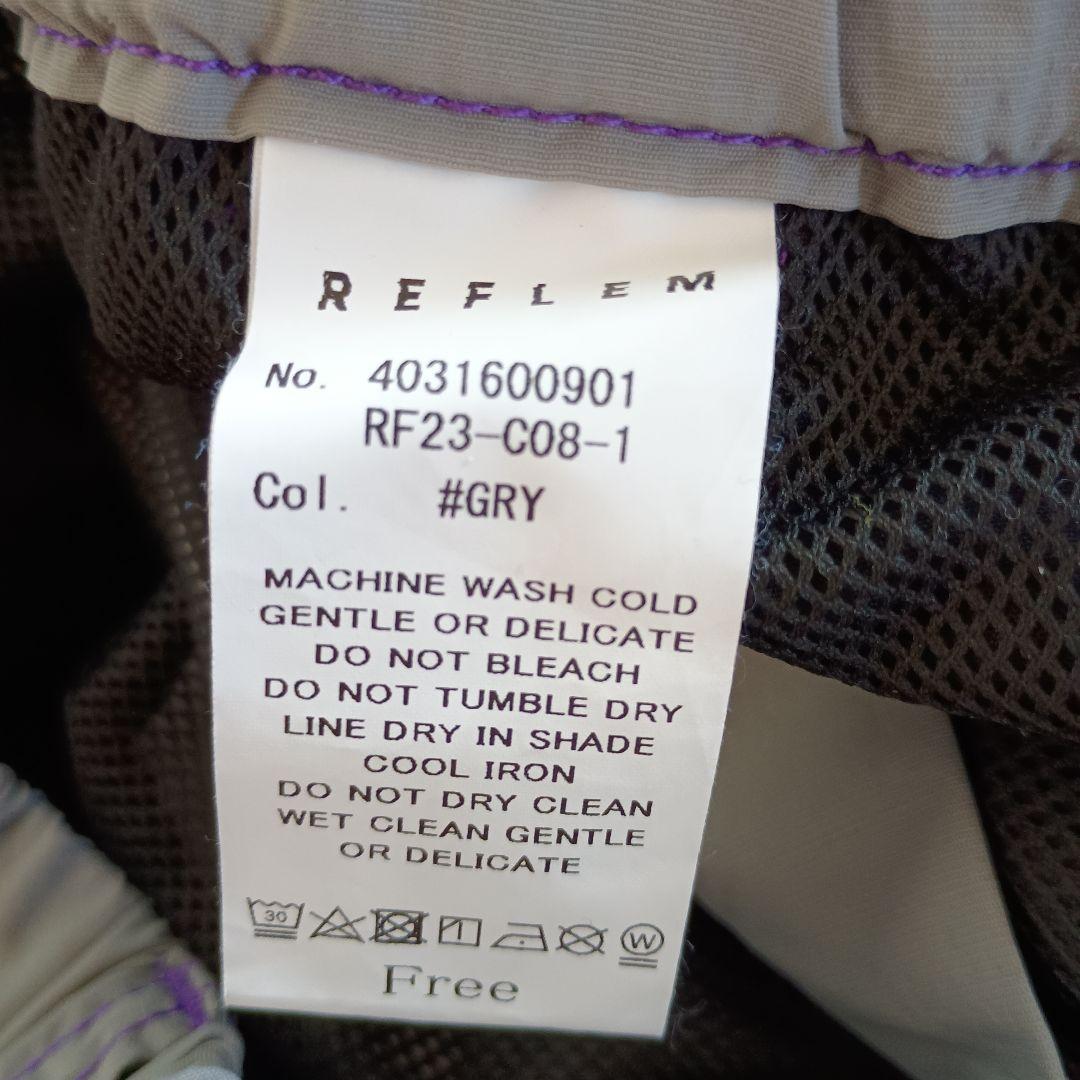 REFLEM
No. 4031600901
RF23-C08-1
Col. #GRY
MACHINE WASH COLD
GENTLE OR DELICATE
DO NOT BLEACH
DO NOT TUMBLE DRY
LINE DRY IN SHADE
COOL IRON
DO NOT DRY CLEAN
WET CLEAN GENTLE
OR DELICATE
30 W
Free